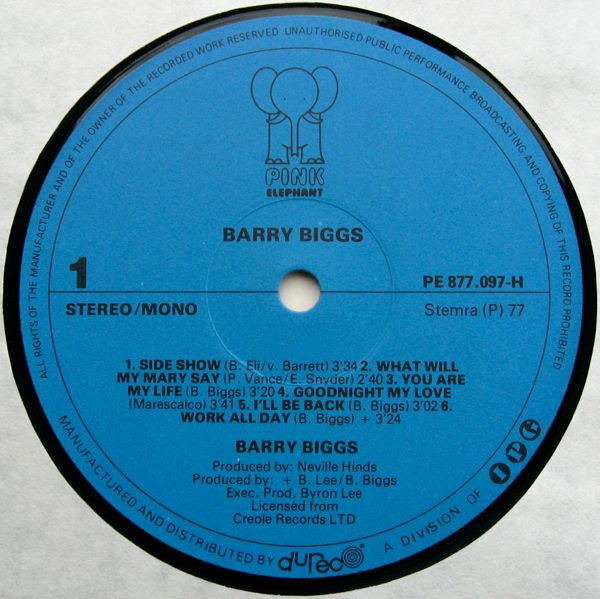 ALL RIGHTS OF THE MANUFACTURER AND OF THE OWNER OF THE RECORDED WORK RESERVED UNAUTHORISED PUBLIC PERFORMANCE BROADCASTING AND COPYING OF THIS RECORD PROHIBITED
PINK
ELEPHANT
BARRY BIGGS
1
PE 877.097-H
STEREO/MONO
Stemra (P) 77
1. SIDE SHOW (B. Eli/v. Barrett) 3'34 2. WHAT WILL
MY MARY SAY (P. Vance/E. Snyder) 2'40 3. YOU ARE
MY LIFE (B. Biggs) 3'20 4. GOODNIGHT MY LOVE
(Marescalco) 3'41 5. I'LL BE BACK (B. Biggs) 3'02 6.
WORK ALL DAY (B. Biggs) + 3'24
BARRY BIGGS
Produced by: Neville Hinds
Produced by: + B. Lee/B. Biggs
Exec. Prod. Byron Lee
Licenséd from
Creole Records LTD
MANUFACTURED AND DISTRIBUTED BY dureco A DIVISION OF